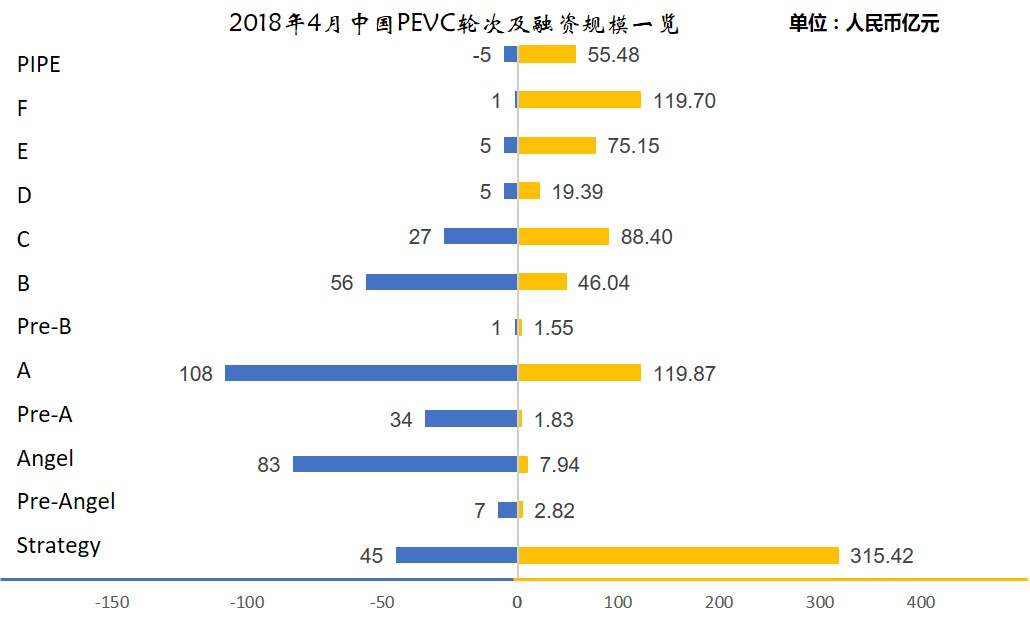 2018年4月中国PEVC轮次及融资规模一览 单位：人民币亿元
PIPE -5 55.48
F 1 119.70
E 5 75.15
D 5 19.39
C 27 88.40
B 56 46.04
Pre-B 1 1.55
A 108 119.87
Pre-A 34 1.83
Angel 83 7.94
Pre-Angel 7 2.82
Strategy 45 315.42
-150 -100 -50 0 100 200 300 400